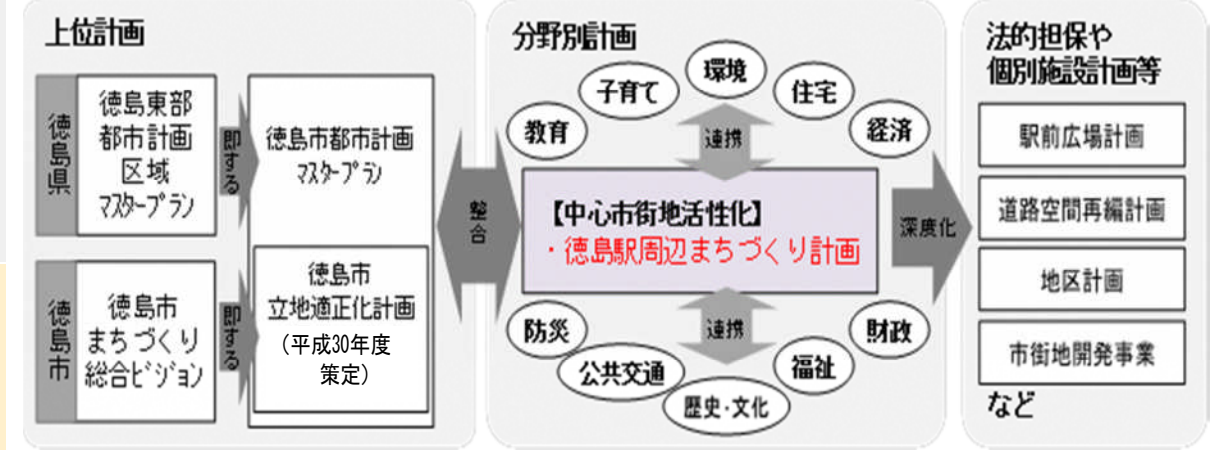 上位計画
徳島県
徳島東部
都市計画
区域
マスタープラン
即する
徳島市都市計画
マスタープラン
徳島市
徳島市
まちづくり
総合ビジョン
即する
徳島市
立地適正化計画
(平成30年度
策定)
整合
分野別計画
教育
子育て
環境
住宅
経済
連携
【中心市街地活性化】
・徳島駅周辺まちづくり計画
連携
防災
公共交通
歴史・文化
福祉
財政
深度化
法的担保や
個別施設計画等
駅前広場計画
道路空間再編計画
地区計画
市街地開発事業
など